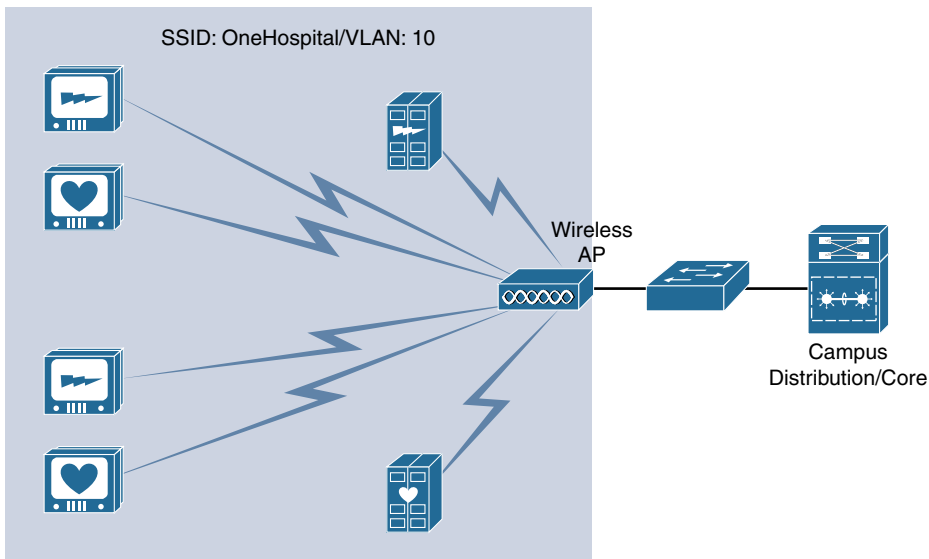 SSID: OneHospital/VLAN: 10
Wireless
AP
Campus
Distribution/Core